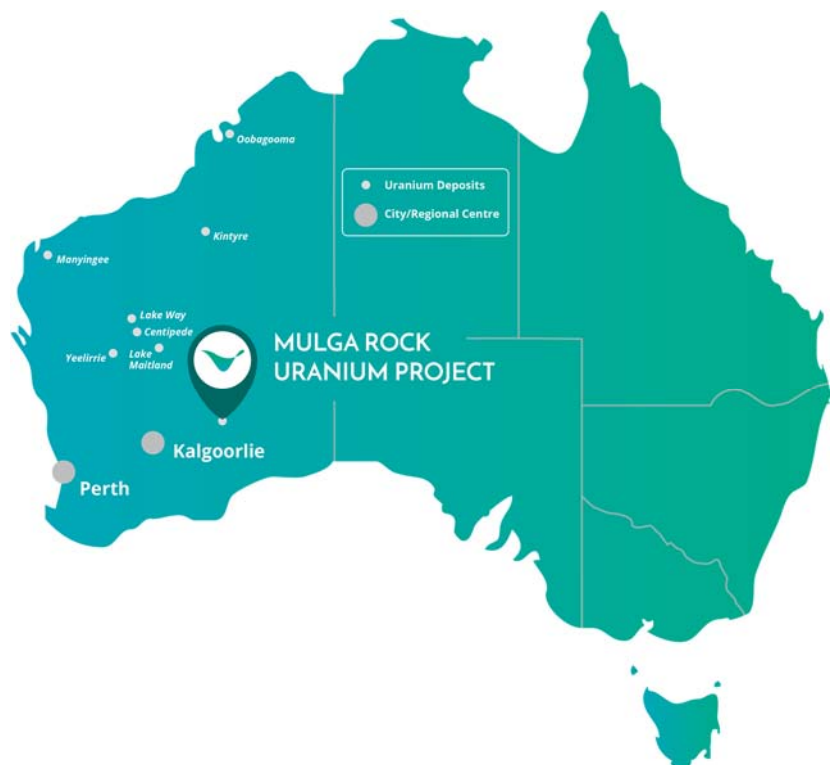 Oobagooma
Uranium Deposits
City/Regional Centre
Kintyre
Manyingee
Lake Way
Centipede
Yeelirrie
Lake
Maitland
MULGA ROCK
URANIUM PROJECT
Kalgoorlie
Perth